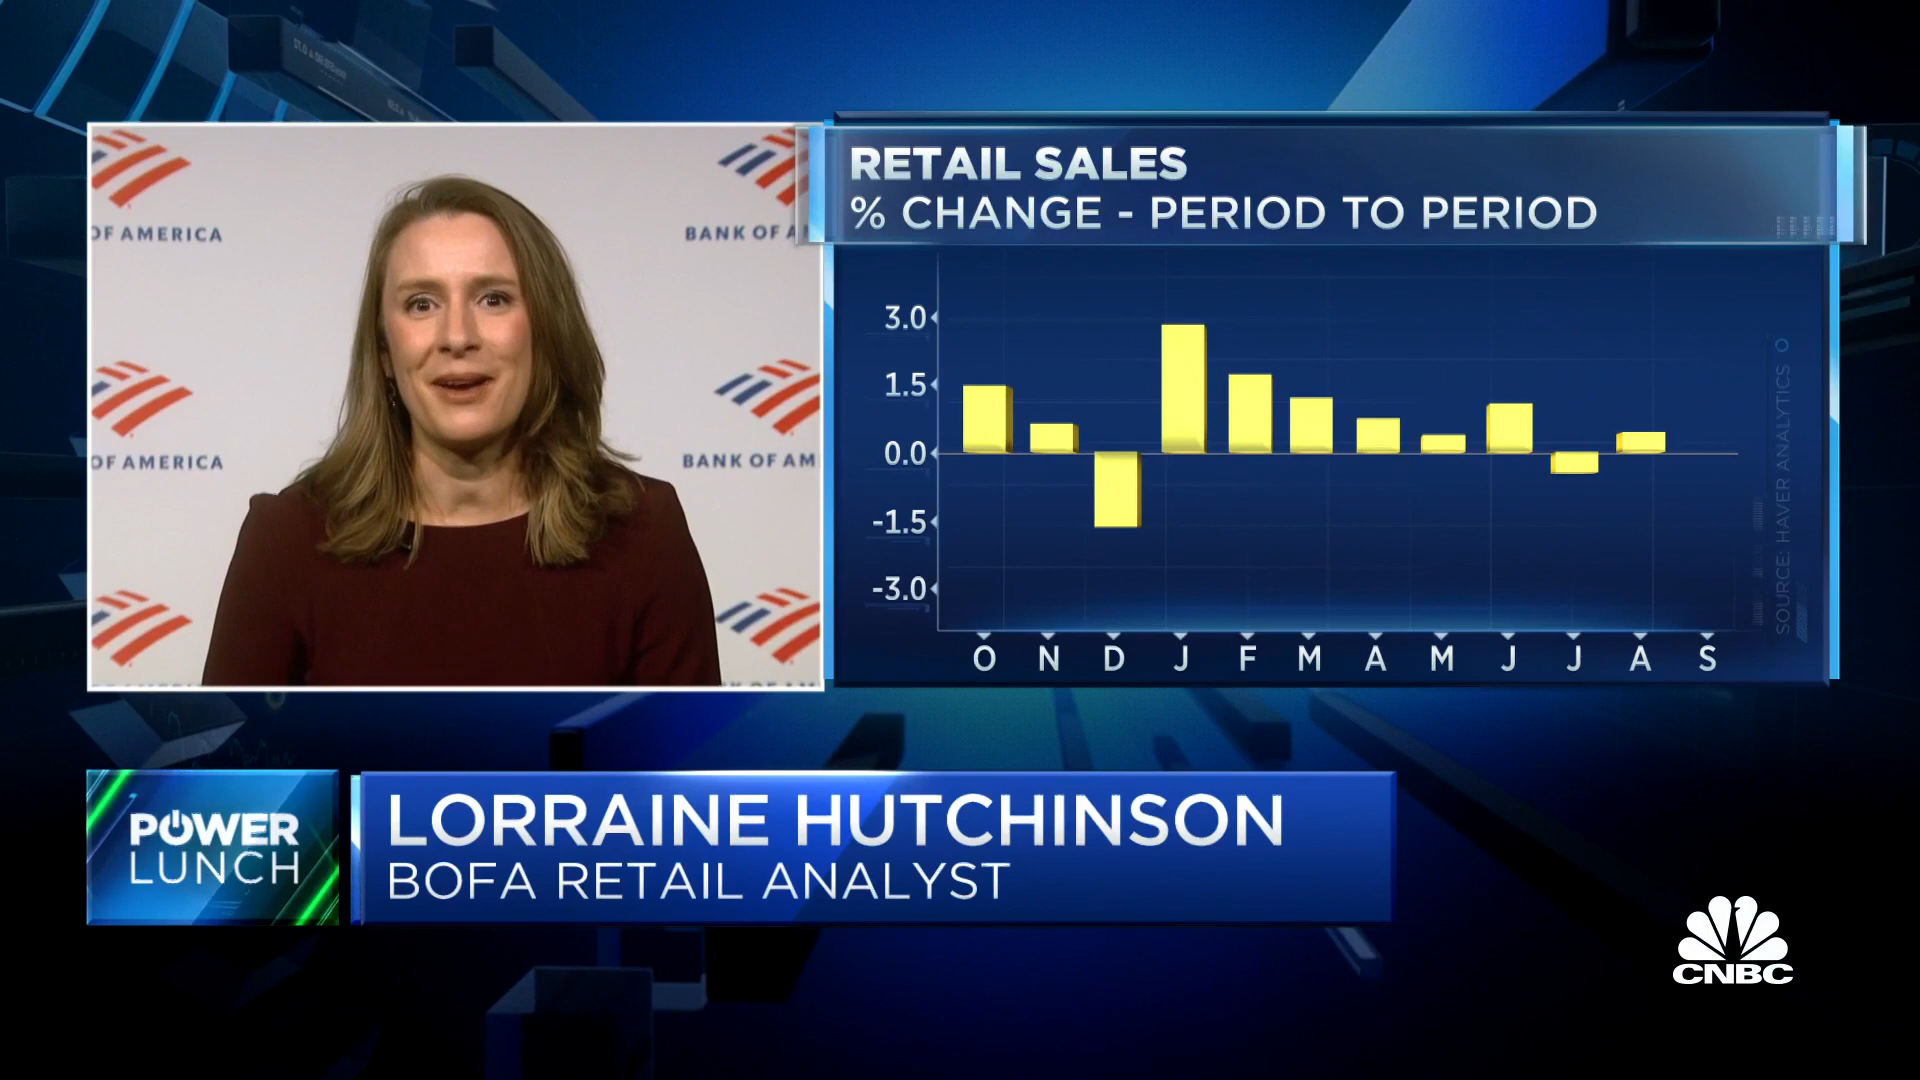 OF AMERICA
BANK OF A
OF AMERICA
BANK OF AM
RETAIL SALES
% CHANGE - PERIOD TO PERIOD
3.0
1.5
0.0
-1.5
-3.0
O N D J F M A M J J A S
SOURCE: HAVER ANALYTICS
POWER
LUNCH
LORRAINE HUTCHINSON
BOFA RETAIL ANALYST
CNBC